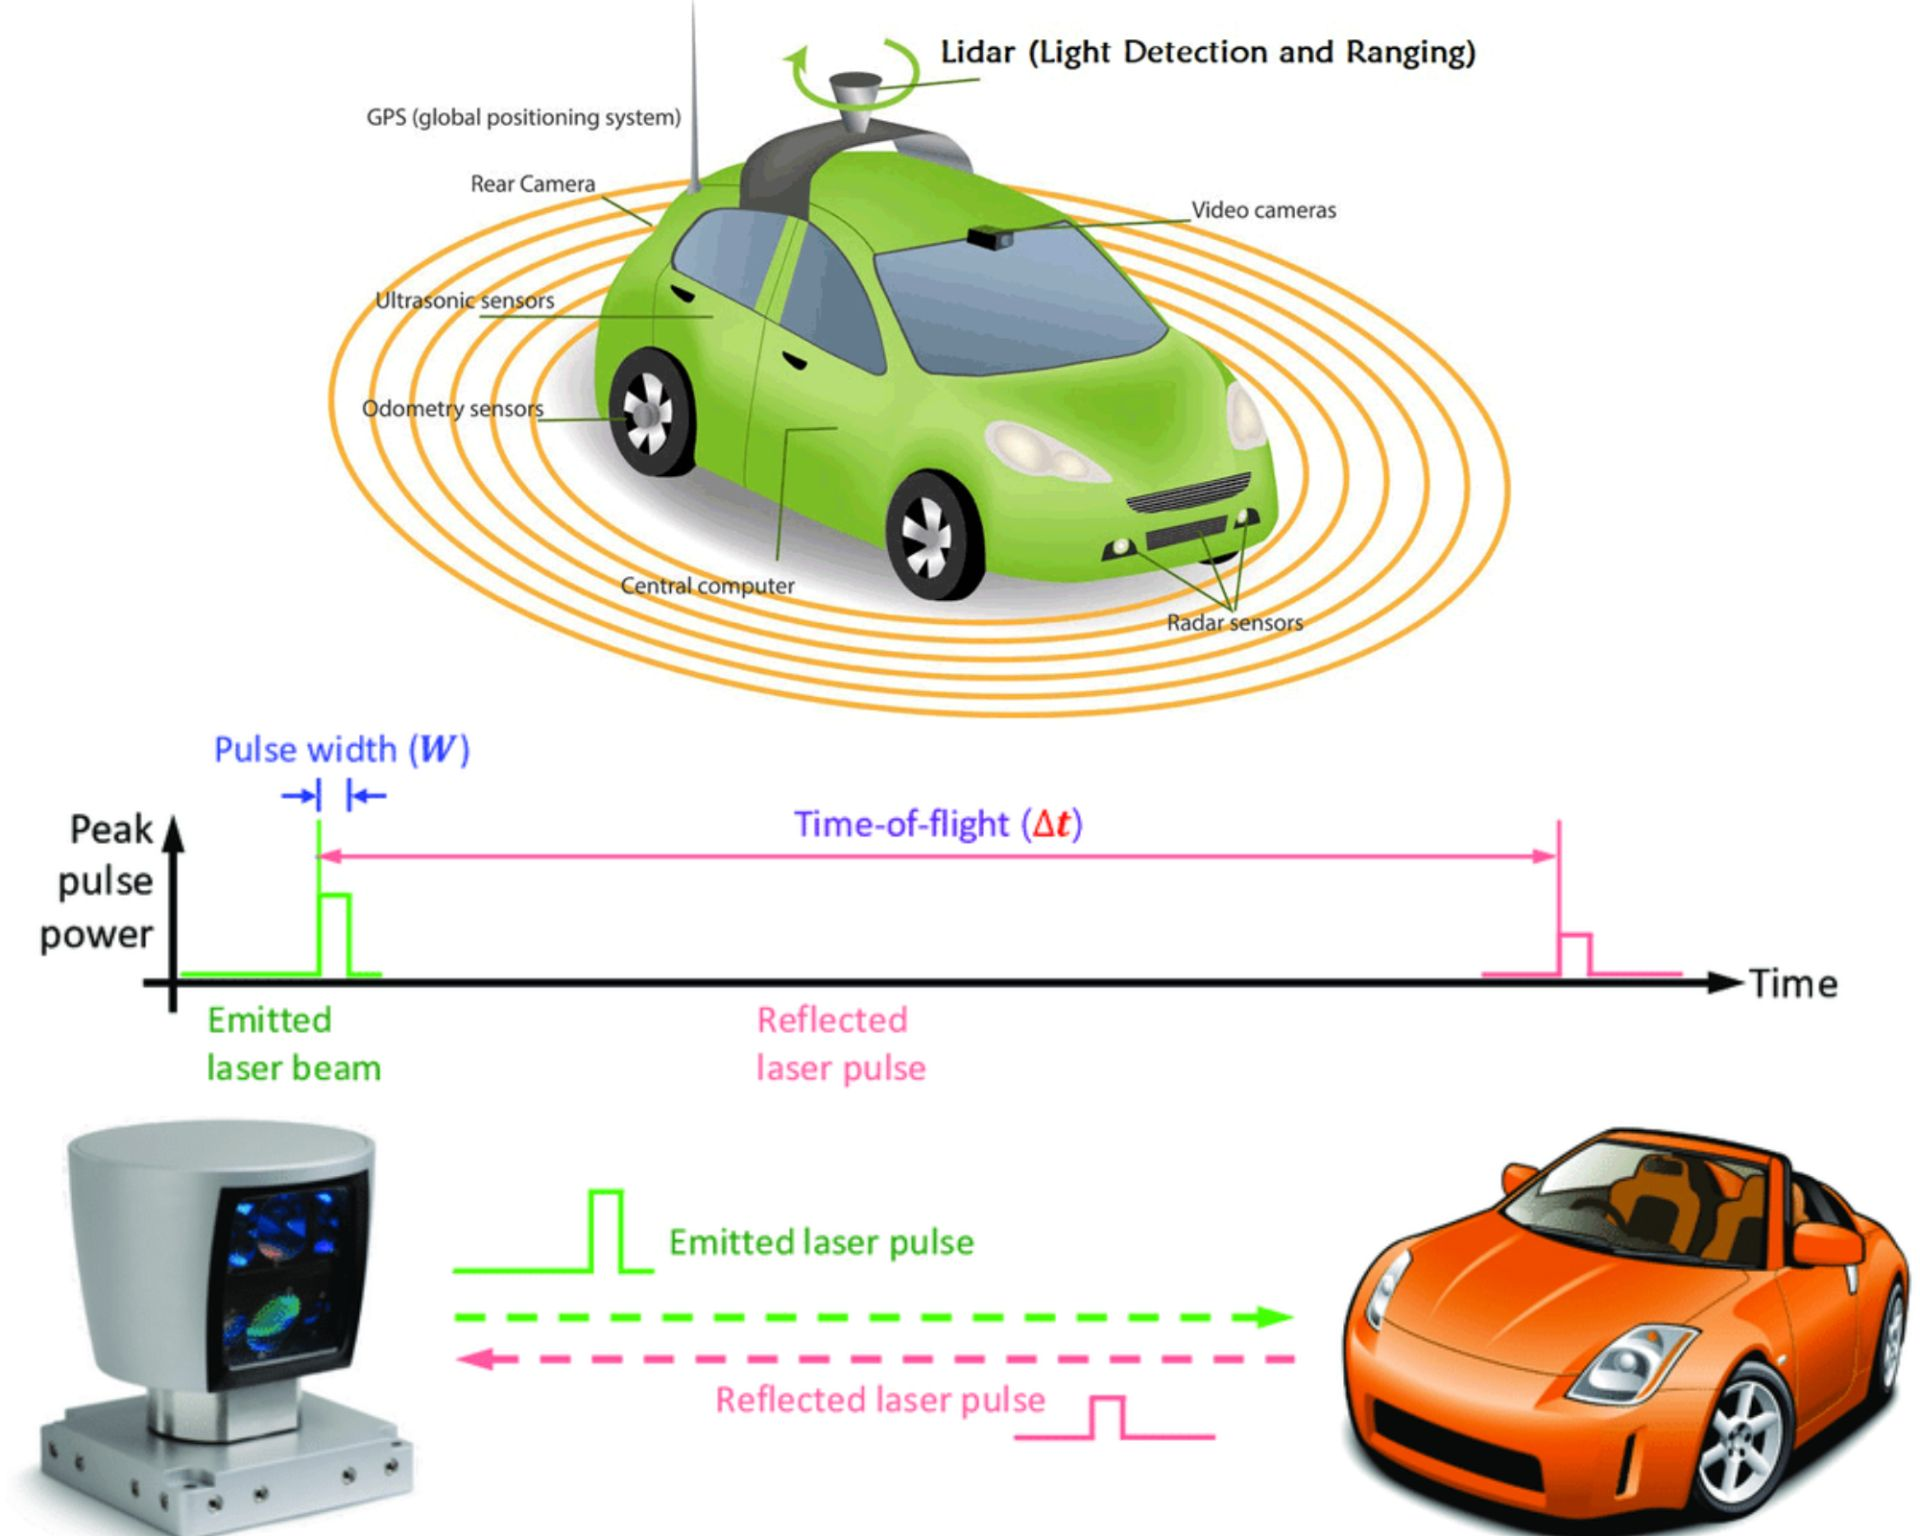 Lidar (Light Detection and Ranging)
GPS (global positioning system)
Rear Camera
Video cameras
Ultrasonic sensors
Odometry sensors
Central computer
Radar sensors
Pulse width (W)
Time-of-flight (Δt)
Peak
pulse
power
Time
Emitted
laser beam
Reflected
laser pulse
Emitted laser pulse
Reflected laser pulse